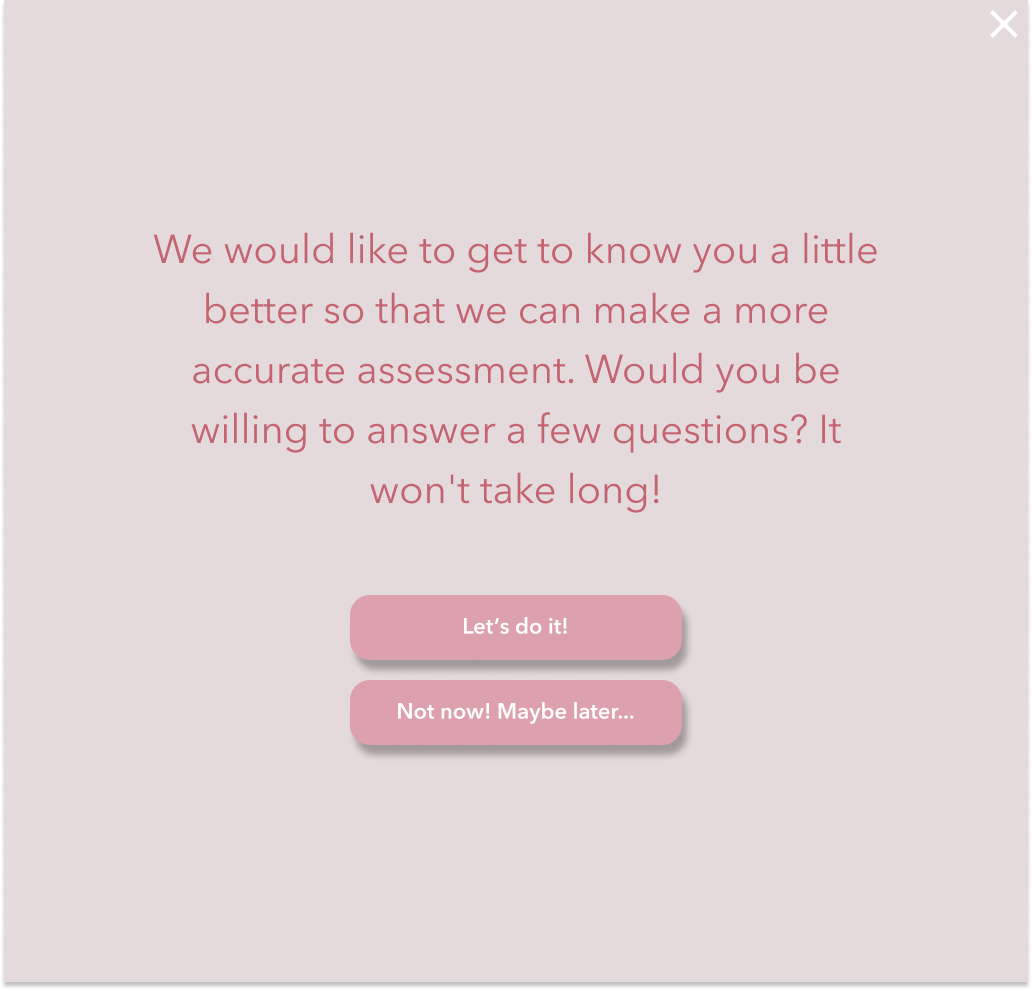 We would like to get to know you a little
better so that we can make a more
accurate assessment. Would you be
willing to answer a few questions? It
won't take long!
Let‘s do it!
Not now! Maybe later...